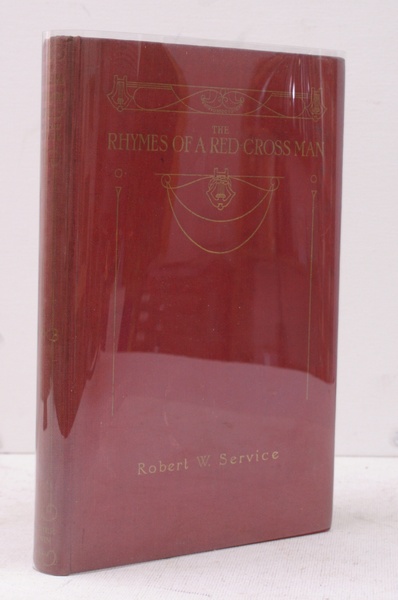 THE
RHYMES OF A RED CROSS MAN
Robert W. Service